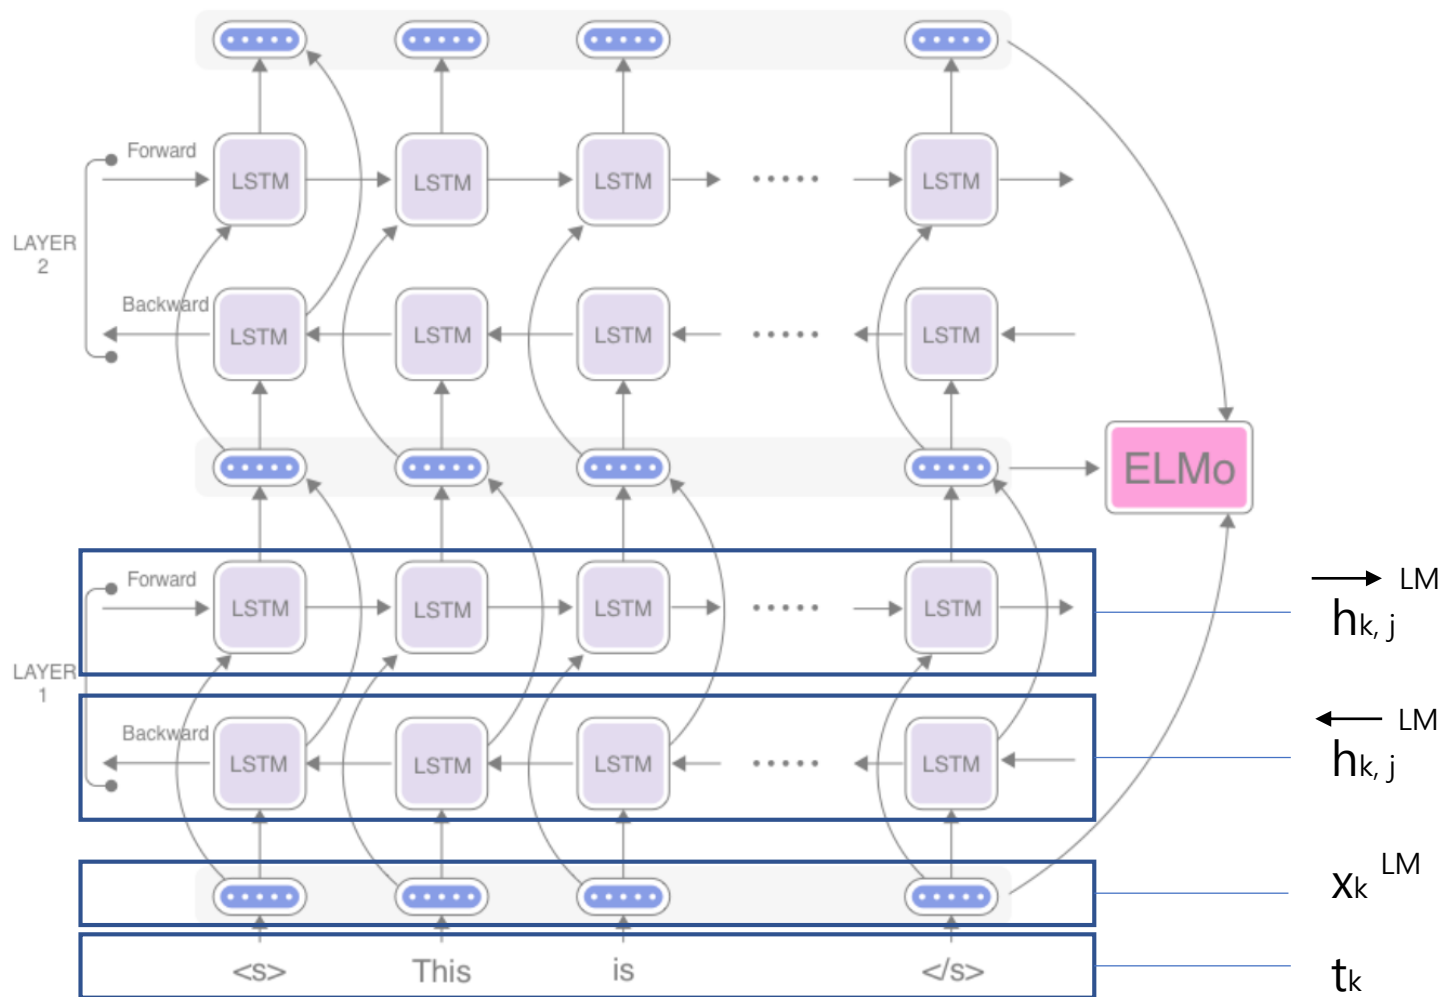 Forward
LSTM LSTM LSTM ..... LSTM
LAYER
2
Backward
LSTM LSTM LSTM ..... LSTM
ELMo
Forward
LSTM LSTM LSTM ..... LSTM
LM
hk, j
LAYER
1
Backward
LSTM LSTM LSTM ..... LSTM
LM
hk, j
xk LM
<s> This is </s>
tk